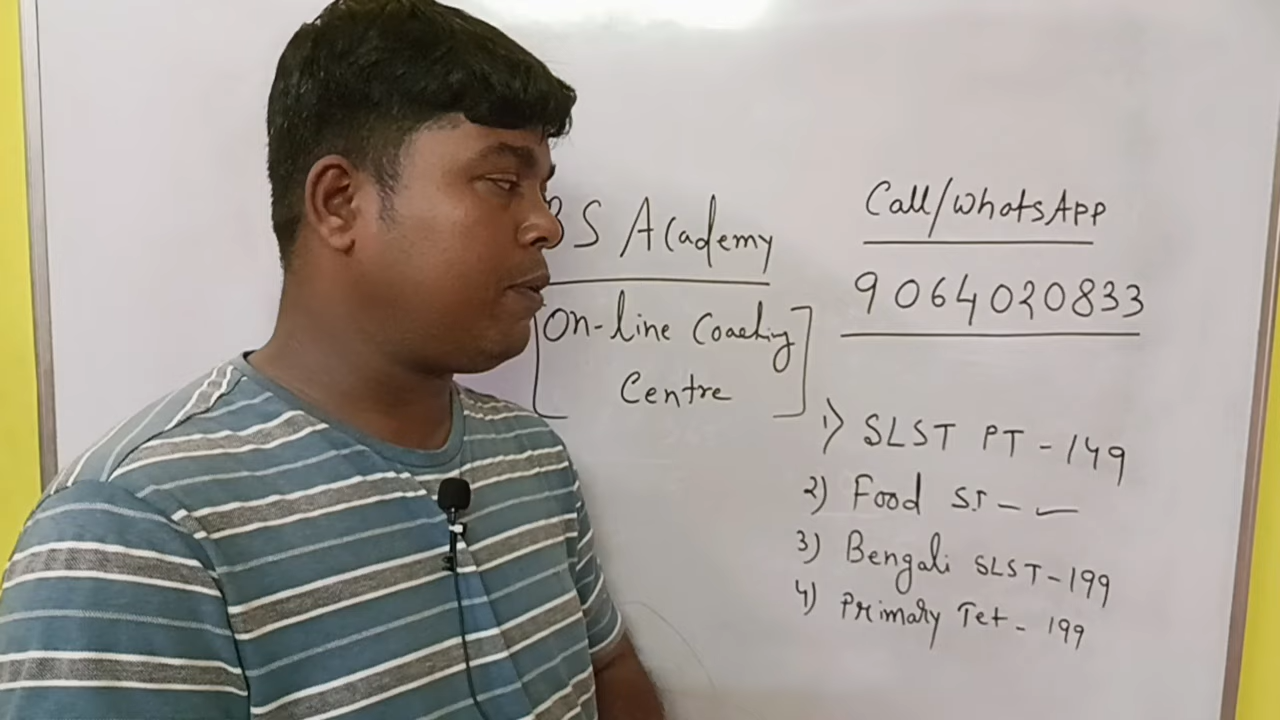 S Academy
[On-line Coaching
Centre]
Call/WhatsApp
9064020833
1) SLST PT - 149
2) Food S.I -
3) Bengali SLST - 199
4) Primary Tet - 199